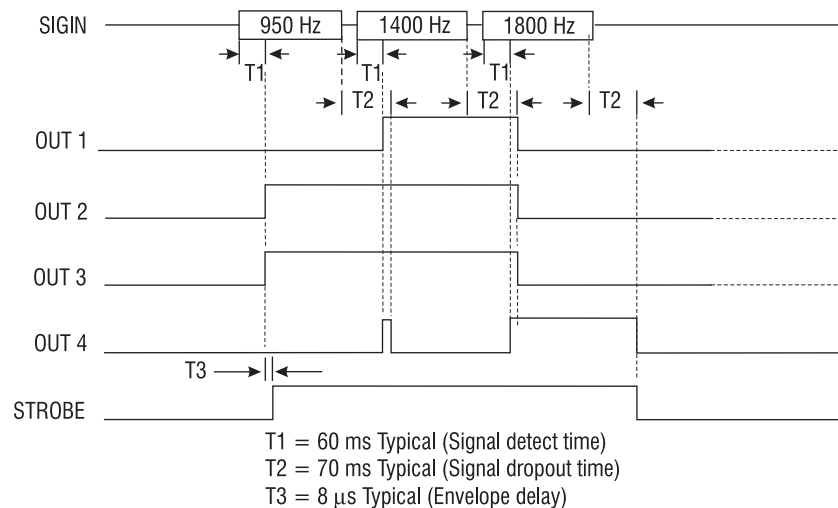 SIGIN 950 Hz 1400 Hz 1800 Hz
T1 T1 T1
T2 T2 T2
OUT 1
OUT 2
OUT 3
OUT 4
T3
STROBE
T1 = 60 ms Typical (Signal detect time)
T2 = 70 ms Typical (Signal dropout time)
T3 = 8 μs Typical (Envelope delay)